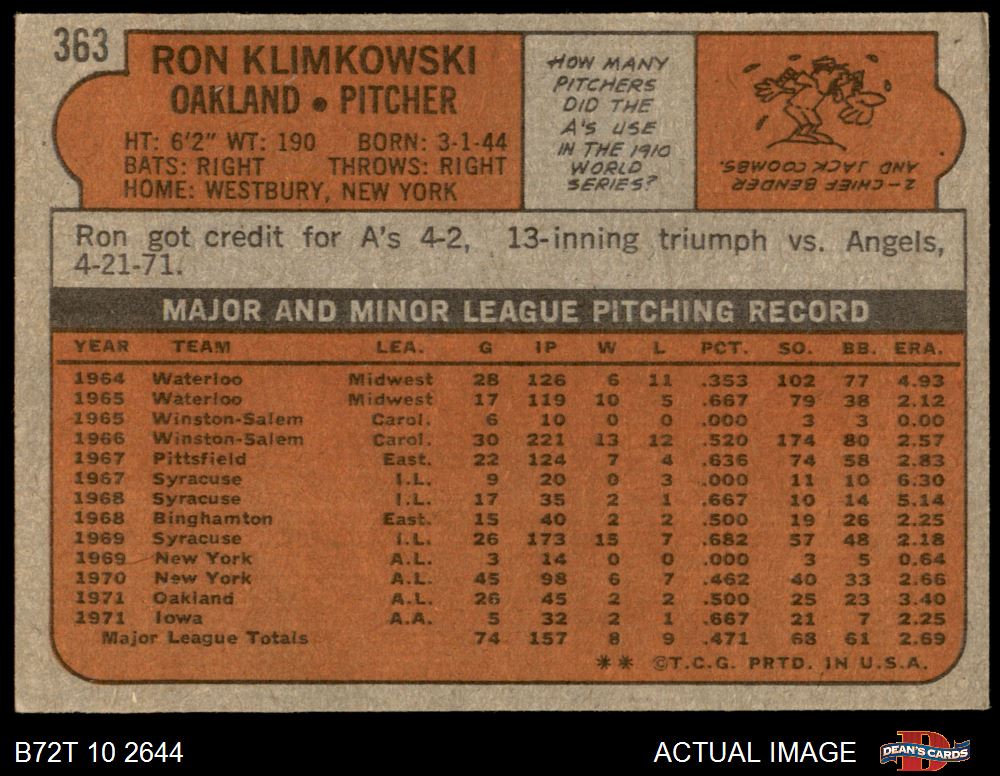 363
RON KLIMKOWSKI
OAKLAND • PITCHER
HT: 6'2" WT: 190 BORN: 3-1-44
BATS: RIGHT THROWS: RIGHT
HOME: WESTBURY, NEW YORK
HOW MANY
PITCHERS
DID THE
A'S USE
IN THE 1910
WORLD
SERIES?
2-CHIEF BENDER
AND JACK COOMBS.
Ron got credit for A's 4-2, 13-inning triumph vs. Angels,
4-21-71.
MAJOR AND MINOR LEAGUE PITCHING RECORD
YEAR TEAM LEA. G IP W L PCT. SO. BB. ERA.
1964 Waterloo Midwest 28 126 6 11 .353 102 77 4.93
1965 Waterloo Midwest 17 119 10 5 .667 79 38 2.12
1965 Winston-Salem Carol. 6 10 0 0 .000 3 3 0.00
1966 Winston-Salem Carol. 30 221 13 12 .520 174 80 2.57
1967 Pittsfield East. 22 124 7 4 .636 74 58 2.83
1967 Syracuse I.L. 9 20 0 3 .000 11 10 6.30
1968 Syracuse I.L. 17 35 2 1 .667 10 14 5.14
1968 Binghamton East. 15 40 2 2 .500 19 26 2.25
1969 Syracuse I.L. 26 173 15 7 .682 57 48 2.18
1969 New York A.L. 3 14 0 0 .000 3 5 0.64
1970 New York A.L. 45 98 6 7 .462 40 33 2.66
1971 Oakland A.L. 26 45 2 2 .500 25 23 3.40
1971 Iowa A.A. 5 32 2 1 .667 21 7 2.25
Major League Totals 74 157 8 9 .471 68 61 2.69
** ©T.C.G. PRTD. IN U.S.A.
B72T 10 2644
ACTUAL IMAGE
D
DEAN'S CARDS